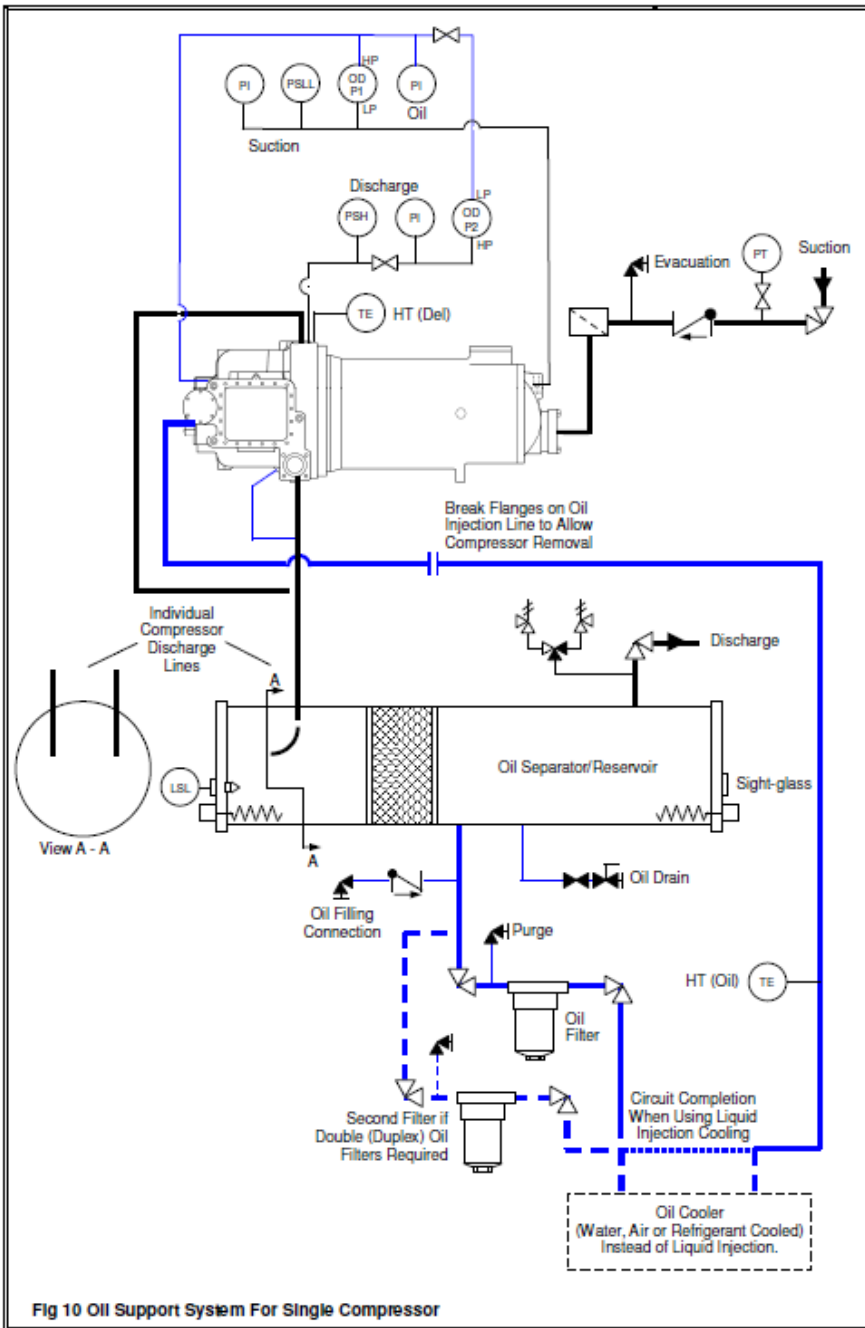 HP
PI
PSLL
OD
P1
PI
LP
Oil
Suction
Discharge
LP
PSH
PI
OD
P2
HP
Evacuation
PT
Suction
TE
HT (Del)
Break Flanges on Oil
Injection Line to Allow
Compressor Removal
Individual
Compressor
Discharge
Lines
Discharge
A
Oil Separator/Reservoir
Sight-glass
LSL
View A - A
A
Oil Filling
Connection
Oil Drain
Purge
HT (Oil)
TE
Oil
Filter
Second Filter if
Double (Duplex) Oil
Filters Required
Circuit Completion
When Using Liquid
Injection Cooling
Oil Cooler
(Water, Air or Refrigerant Cooled)
Instead of Liquid Injection.
Fig 10 Oil Support System For Single Compressor